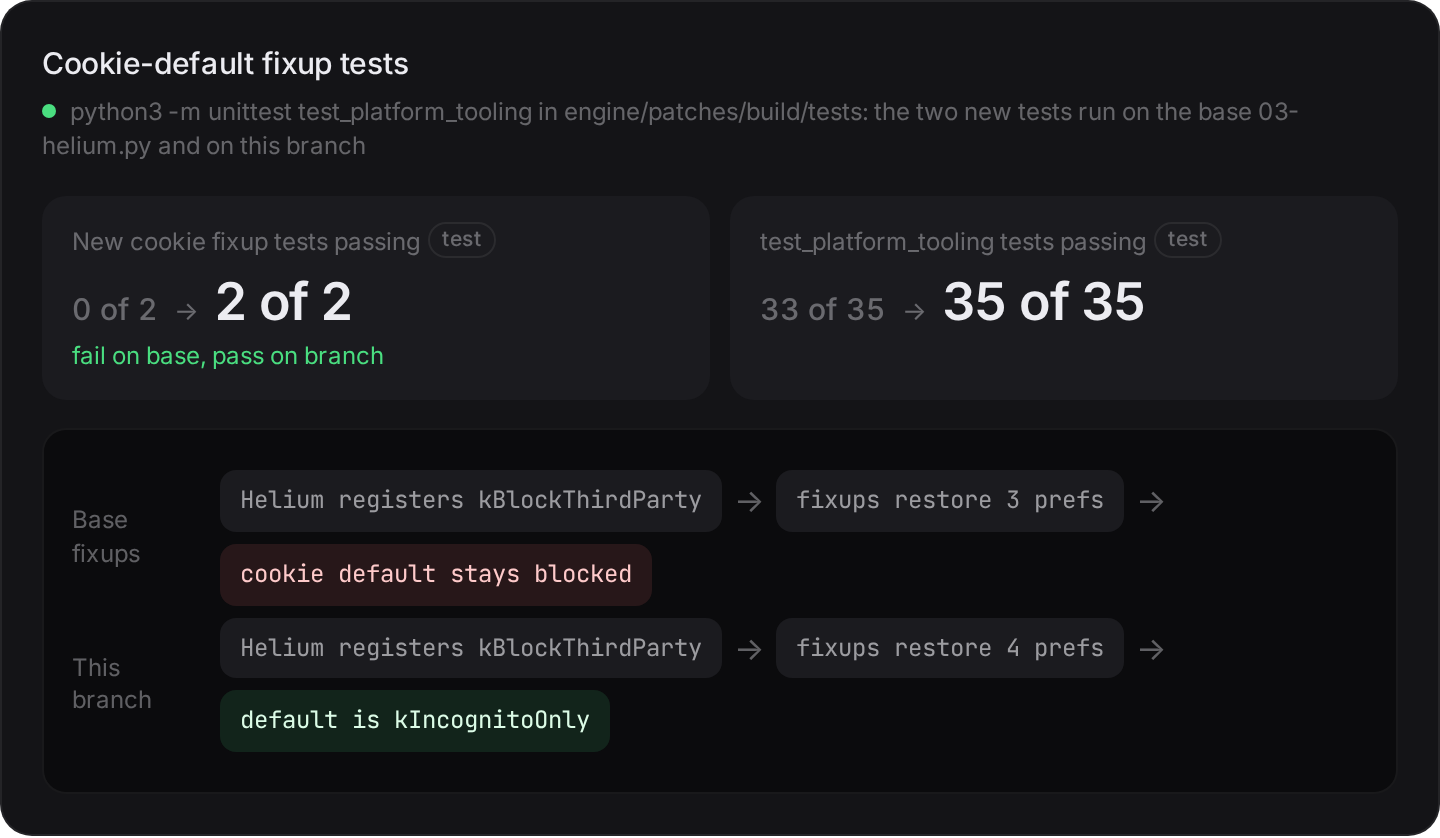 Cookie-default fixup tests
python3 -m unittest test_platform_tooling in engine/patches/build/tests: the two new tests run on the base 03-
helium.py and on this branch
New cookie fixup tests passing test
0 of 2 → 2 of 2
fail on base, pass on branch
test_platform_tooling tests passing test
33 of 35 → 35 of 35
Base
fixups
Helium registers kBlockThirdParty → fixups restore 3 prefs →
cookie default stays blocked
This
branch
Helium registers kBlockThirdParty → fixups restore 4 prefs →
default is kIncognitoOnly